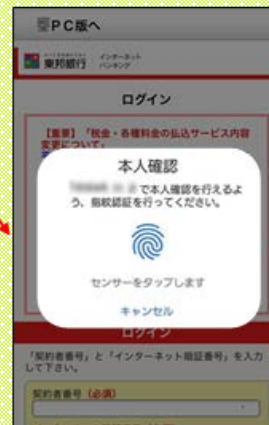 PC版へ
東邦銀行 インターネット
バンキング
ログイン
【重要】「税金・各種料金の払込サービス内容
変更について」
本人確認
で本人確認を行えるよ
う、指紋認証を行ってください。
センサーをタップします
キャンセル
ログイン
「契約者番号」と「インターネット暗証番号」を入力
して下さい。
契約者番号（必須）